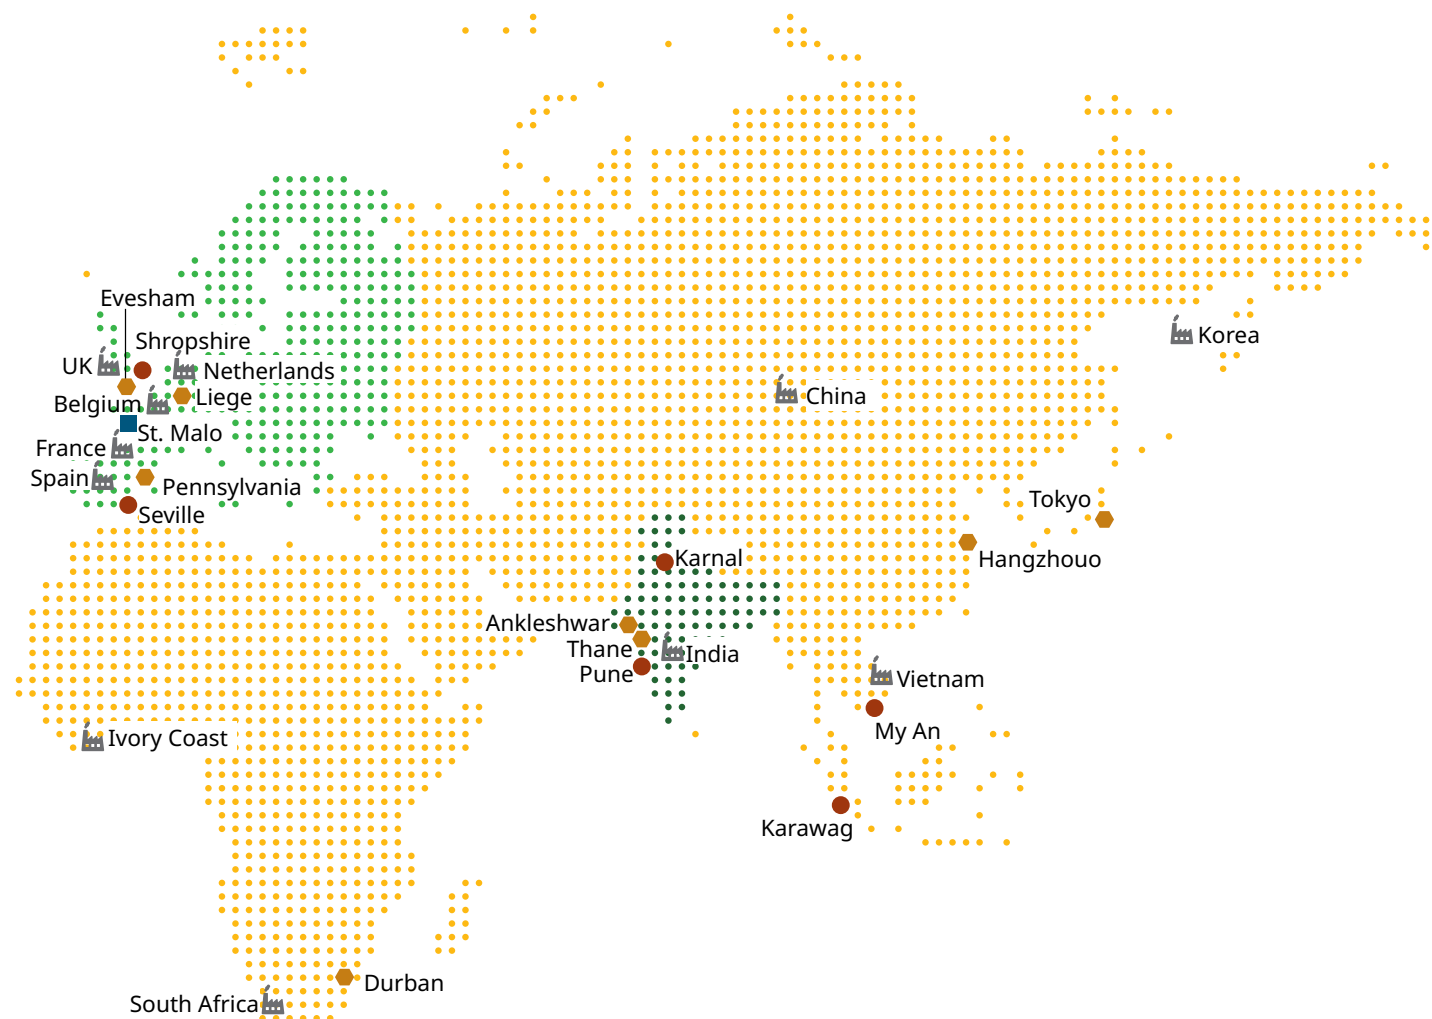 Evesham
Shropshire
UK
Netherlands
Korea
Belgium
Liege
China
St. Malo
France
Spain
Pennsylvania
Tokyo
Seville
Karnal
Hangzhouo
Ankleshwar
Thane
India
Pune
Vietnam
My An
Ivory Coast
Karawag
Durban
South Africa